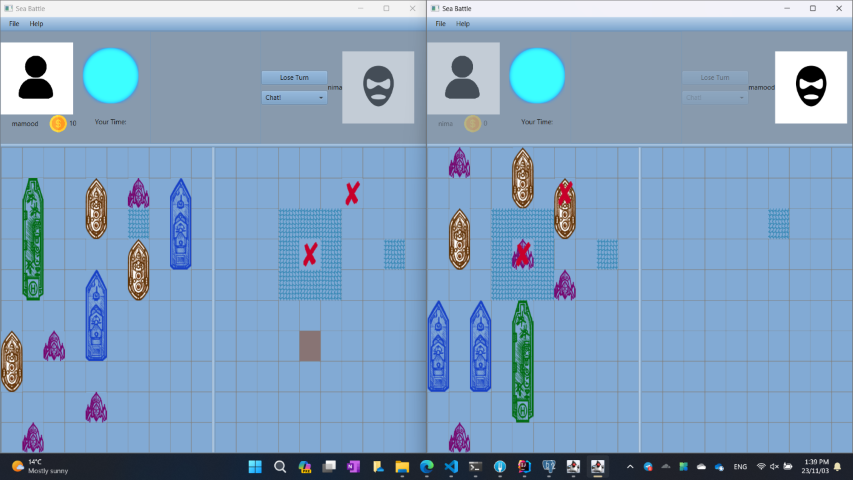 Sea Battle
File Help
Lose Turn
Chat!
nima
mamood
10
Your Time:
Sea Battle
File Help
Lose Turn
Chat!
mamood
nima
0
Your Time:
14°C
Mostly sunny
ENG
1:39 PM
23/11/03